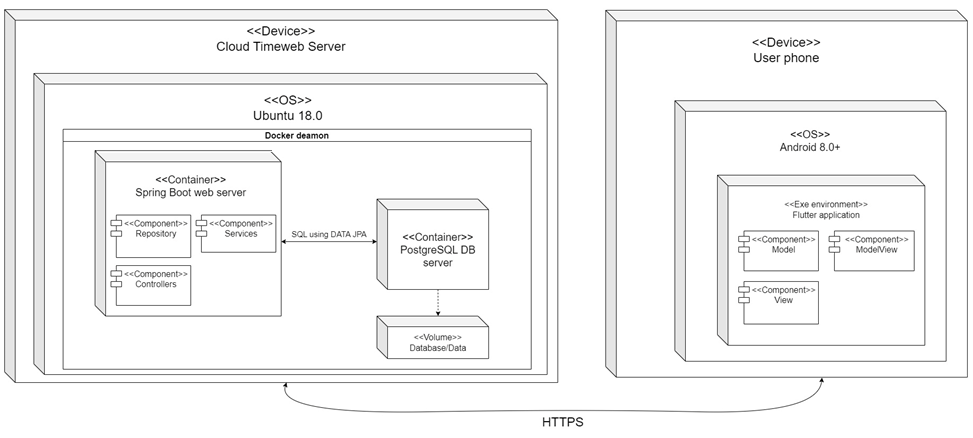 <<Device>>
Cloud Timeweb Server
<<OS>>
Ubuntu 18.0
Docker deamon
<<Container>>
Spring Boot web server
<<Component>>
Repository
<<Component>>
Services
<<Component>>
Controllers
SQL using DATA JPA
<<Container>>
PostgreSQL DB
server
<<Volume>>
Database/Data
<<Device>>
User phone
<<OS>>
Android 8.0+
<<Exe environment>>
Flutter application
<<Component>>
Model
<<Component>>
ModelView
<<Component>>
View
HTTPS